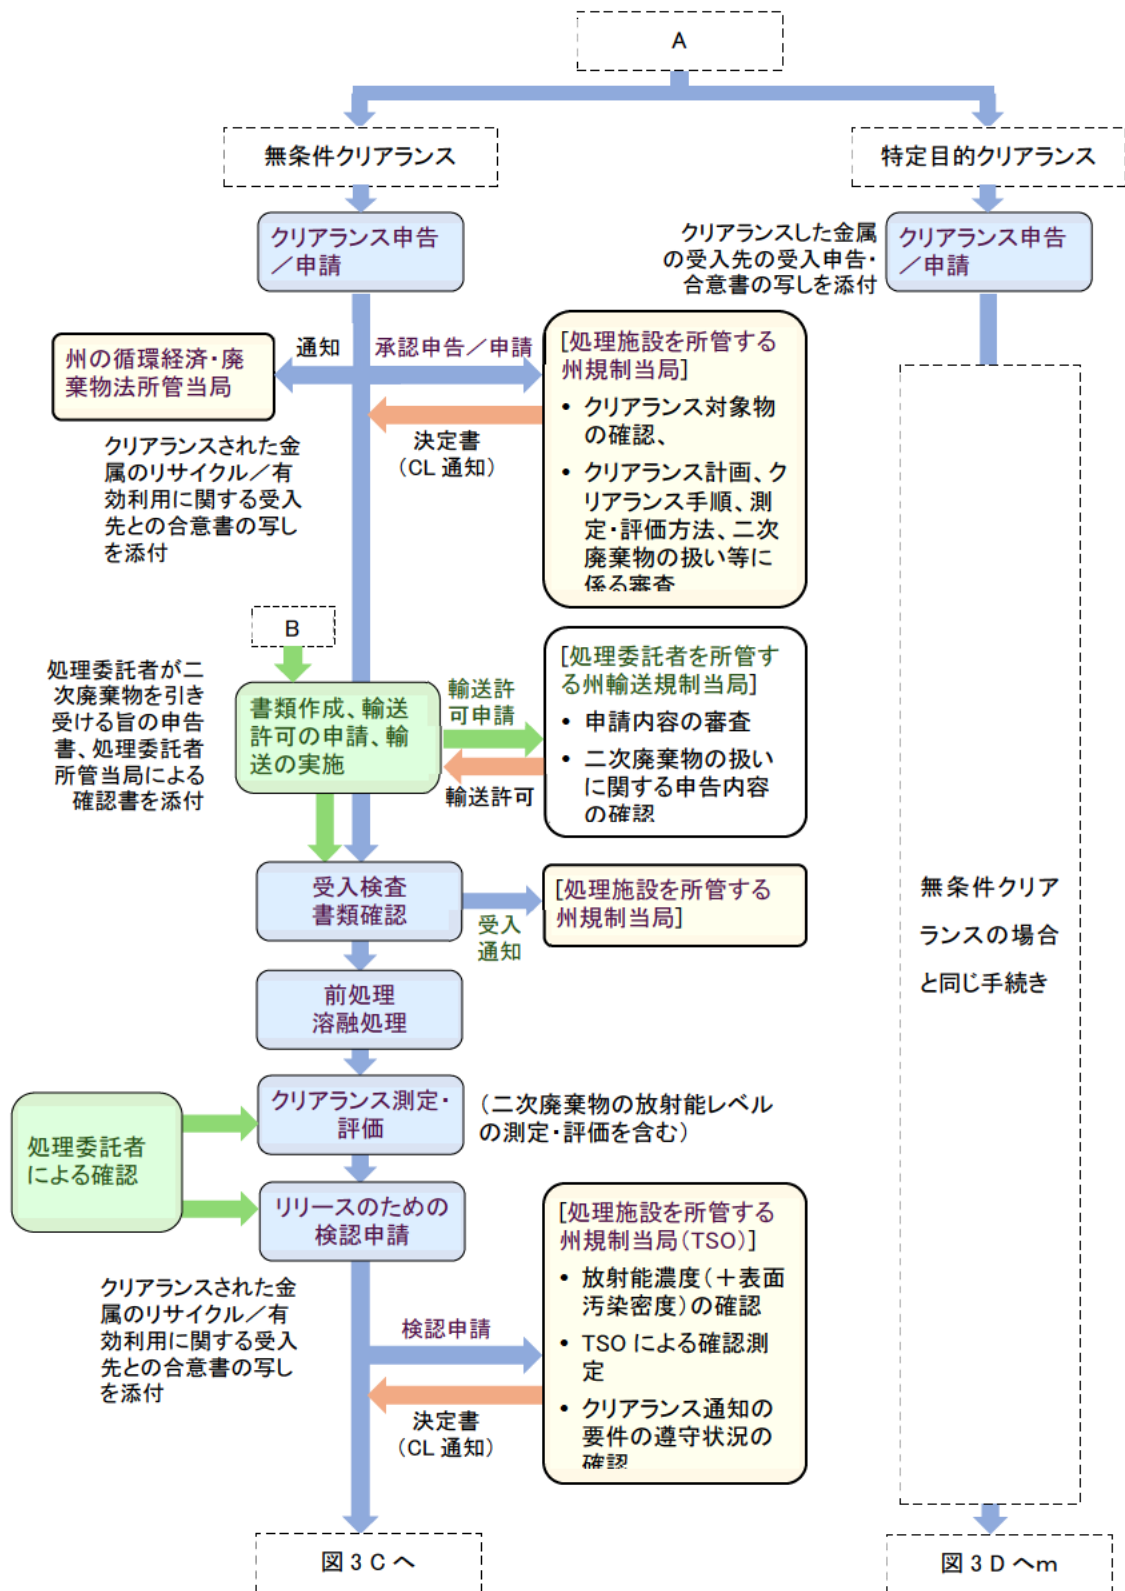 A
無条件クリアランス
特定目的クリアランス
クリアランス申告
／申請
クリアランスした金属
の受入先の受入申告・
合意書の写しを添付
クリアランス申告
／申請
州の循環経済・廃
棄物法所管当局
通知
承認申告／申請
決定書
（CL 通知）
[処理施設を所管する
州規制当局]
• クリアランス対象物
の確認、
• クリアランス計画、ク
リアランス手順、測
定・評価方法、二次
廃棄物の扱い等に
係る審査
クリアランスされた金
属のリサイクル／有
効利用に関する受入
先との合意書の写し
を添付
B
処理委託者が二
次廃棄物を引き
受ける旨の申告
書、処理委託者
所管当局による
確認書を添付
書類作成、輸送
許可の申請、輸
送の実施
輸送許
可申請
輸送許可
[処理委託者を所管す
る州輸送規制当局]
• 申請内容の審査
• 二次廃棄物の扱い
に関する申告内容
の確認
受入検査
書類確認
受入
通知
[処理施設を所管する
州規制当局]
無条件クリア
ランスの場合
と同じ手続き
前処理
溶融処理
クリアランス測定・
評価
（二次廃棄物の放射能レベル
の測定・評価を含む）
処理委託者
による確認
リリースのための
検認申請
クリアランスされた金
属のリサイクル／有
効利用に関する受入
先との合意書の写し
を添付
検認申請
決定書
（CL 通知）
[処理施設を所管する
州規制当局（TSO）]
• 放射能濃度（＋表面
汚染密度）の確認
• TSO による確認測
定
• クリアランス通知の
要件の遵守状況の
確認
図 3 C へ
図 3 D へm